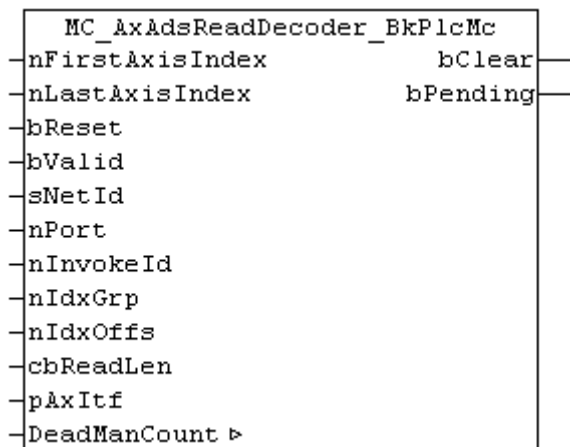 MC_AxAdsReadDecoder_BkPlcMc
nFirstAxisIndex bClear
nLastAxisIndex bPending
bReset
bValid
sNetId
nPort
nInvokeId
nIdxGrp
nIdxOffs
cbReadLen
pAxItf
DeadManCount ▹